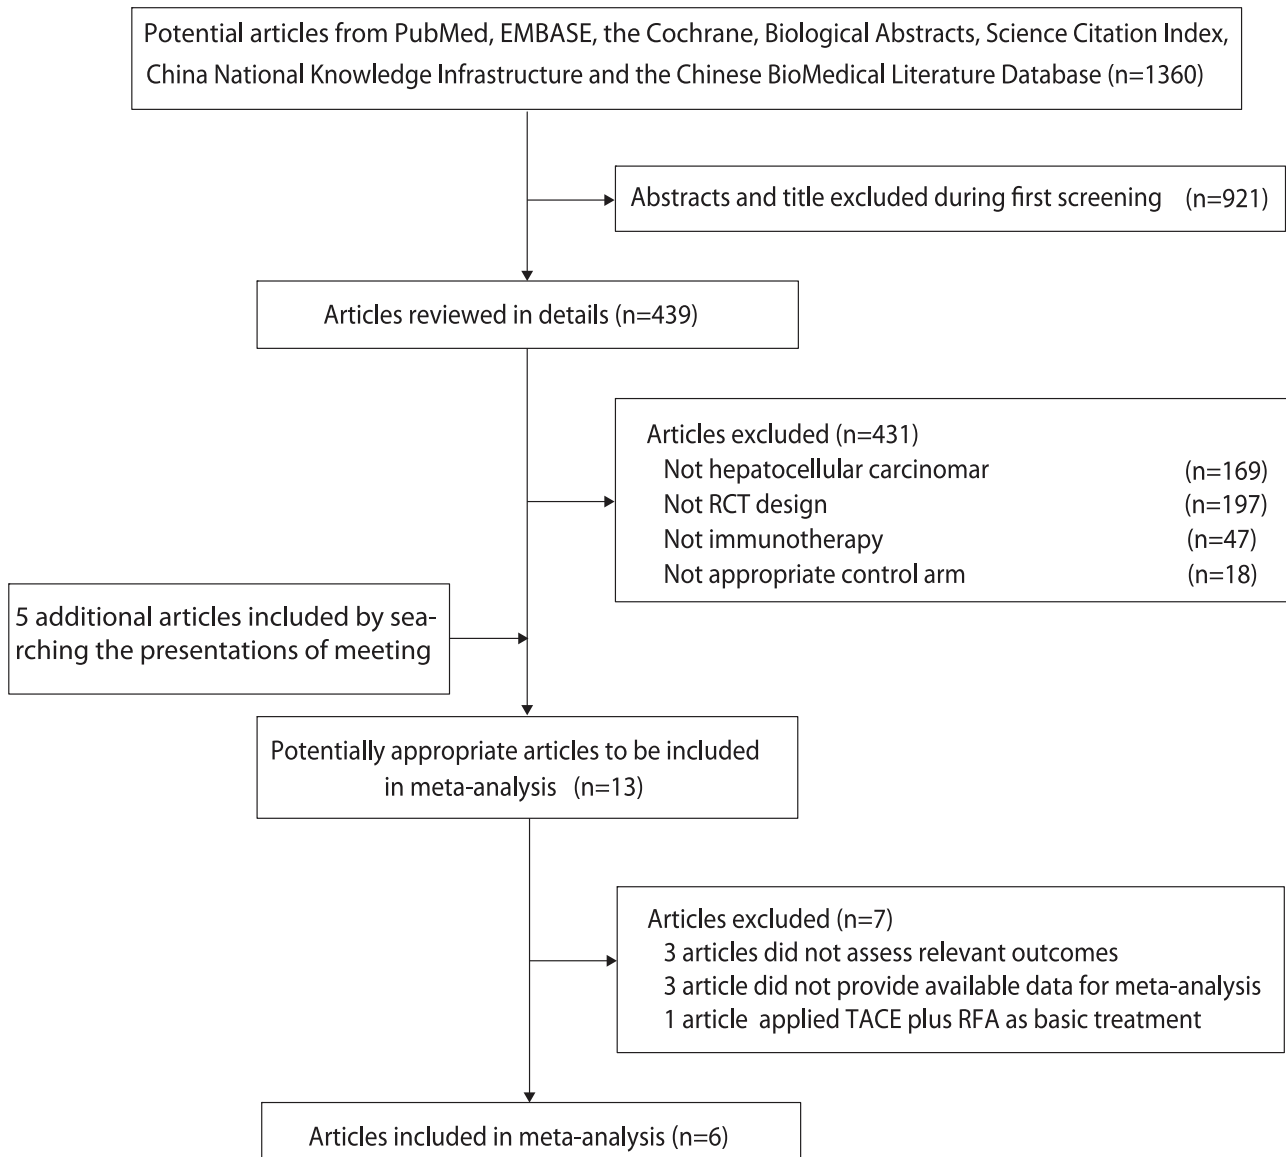 Potential articles from PubMed, EMBASE, the Cochrane, Biological Abstracts, Science Citation Index,
China National Knowledge Infrastructure and the Chinese BioMedical Literature Database (n=1360)
Abstracts and title excluded during first screening (n=921)
Articles reviewed in details (n=439)
Articles excluded (n=431)
Not hepatocellular carcinomar (n=169)
Not RCT design (n=197)
Not immunotherapy (n=47)
Not appropriate control arm (n=18)
5 additional articles included by sea-
rching the presentations of meeting
Potentially appropriate articles to be included
in meta-analysis (n=13)
Articles excluded (n=7)
3 articles did not assess relevant outcomes
3 article did not provide available data for meta-analysis
1 article applied TACE plus RFA as basic treatment
Articles included in meta-analysis (n=6)